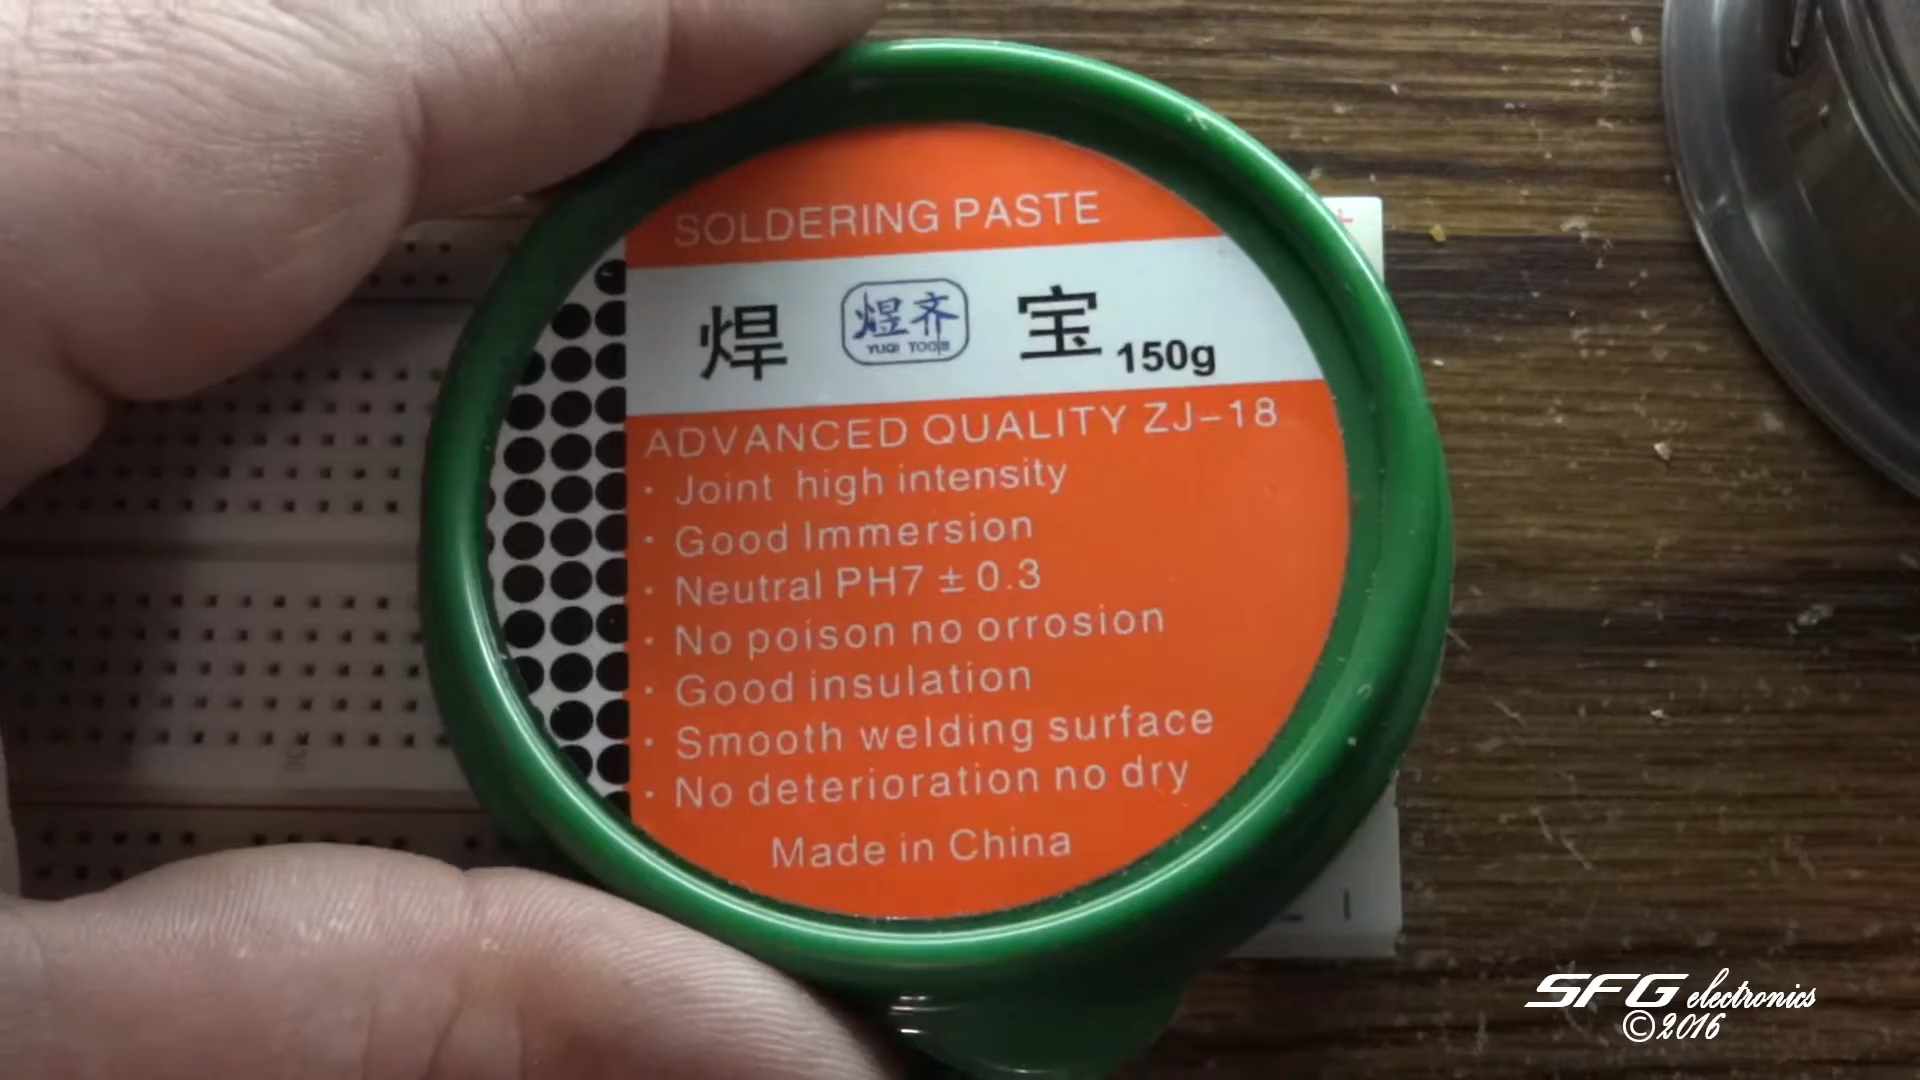 SOLDERING PASTE
焊 煜齐 宝 150g
YUQI TOOlS
ADVANCED QUALITY ZJ-18
· Joint high intensity
· Good Immersion
· Neutral PH7 ± 0.3
· No poison no orrosion
· Good insulation
· Smooth welding surface
· No deterioration no dry
Made in China
SFG electronics
©2016